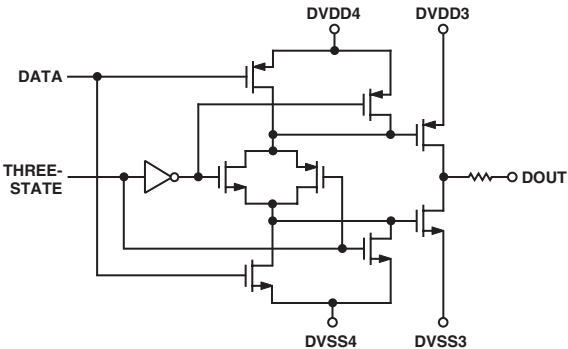 DVDD4
DVDD3
DATA
THREE-
STATE
DOUT
DVSS4
DVSS3